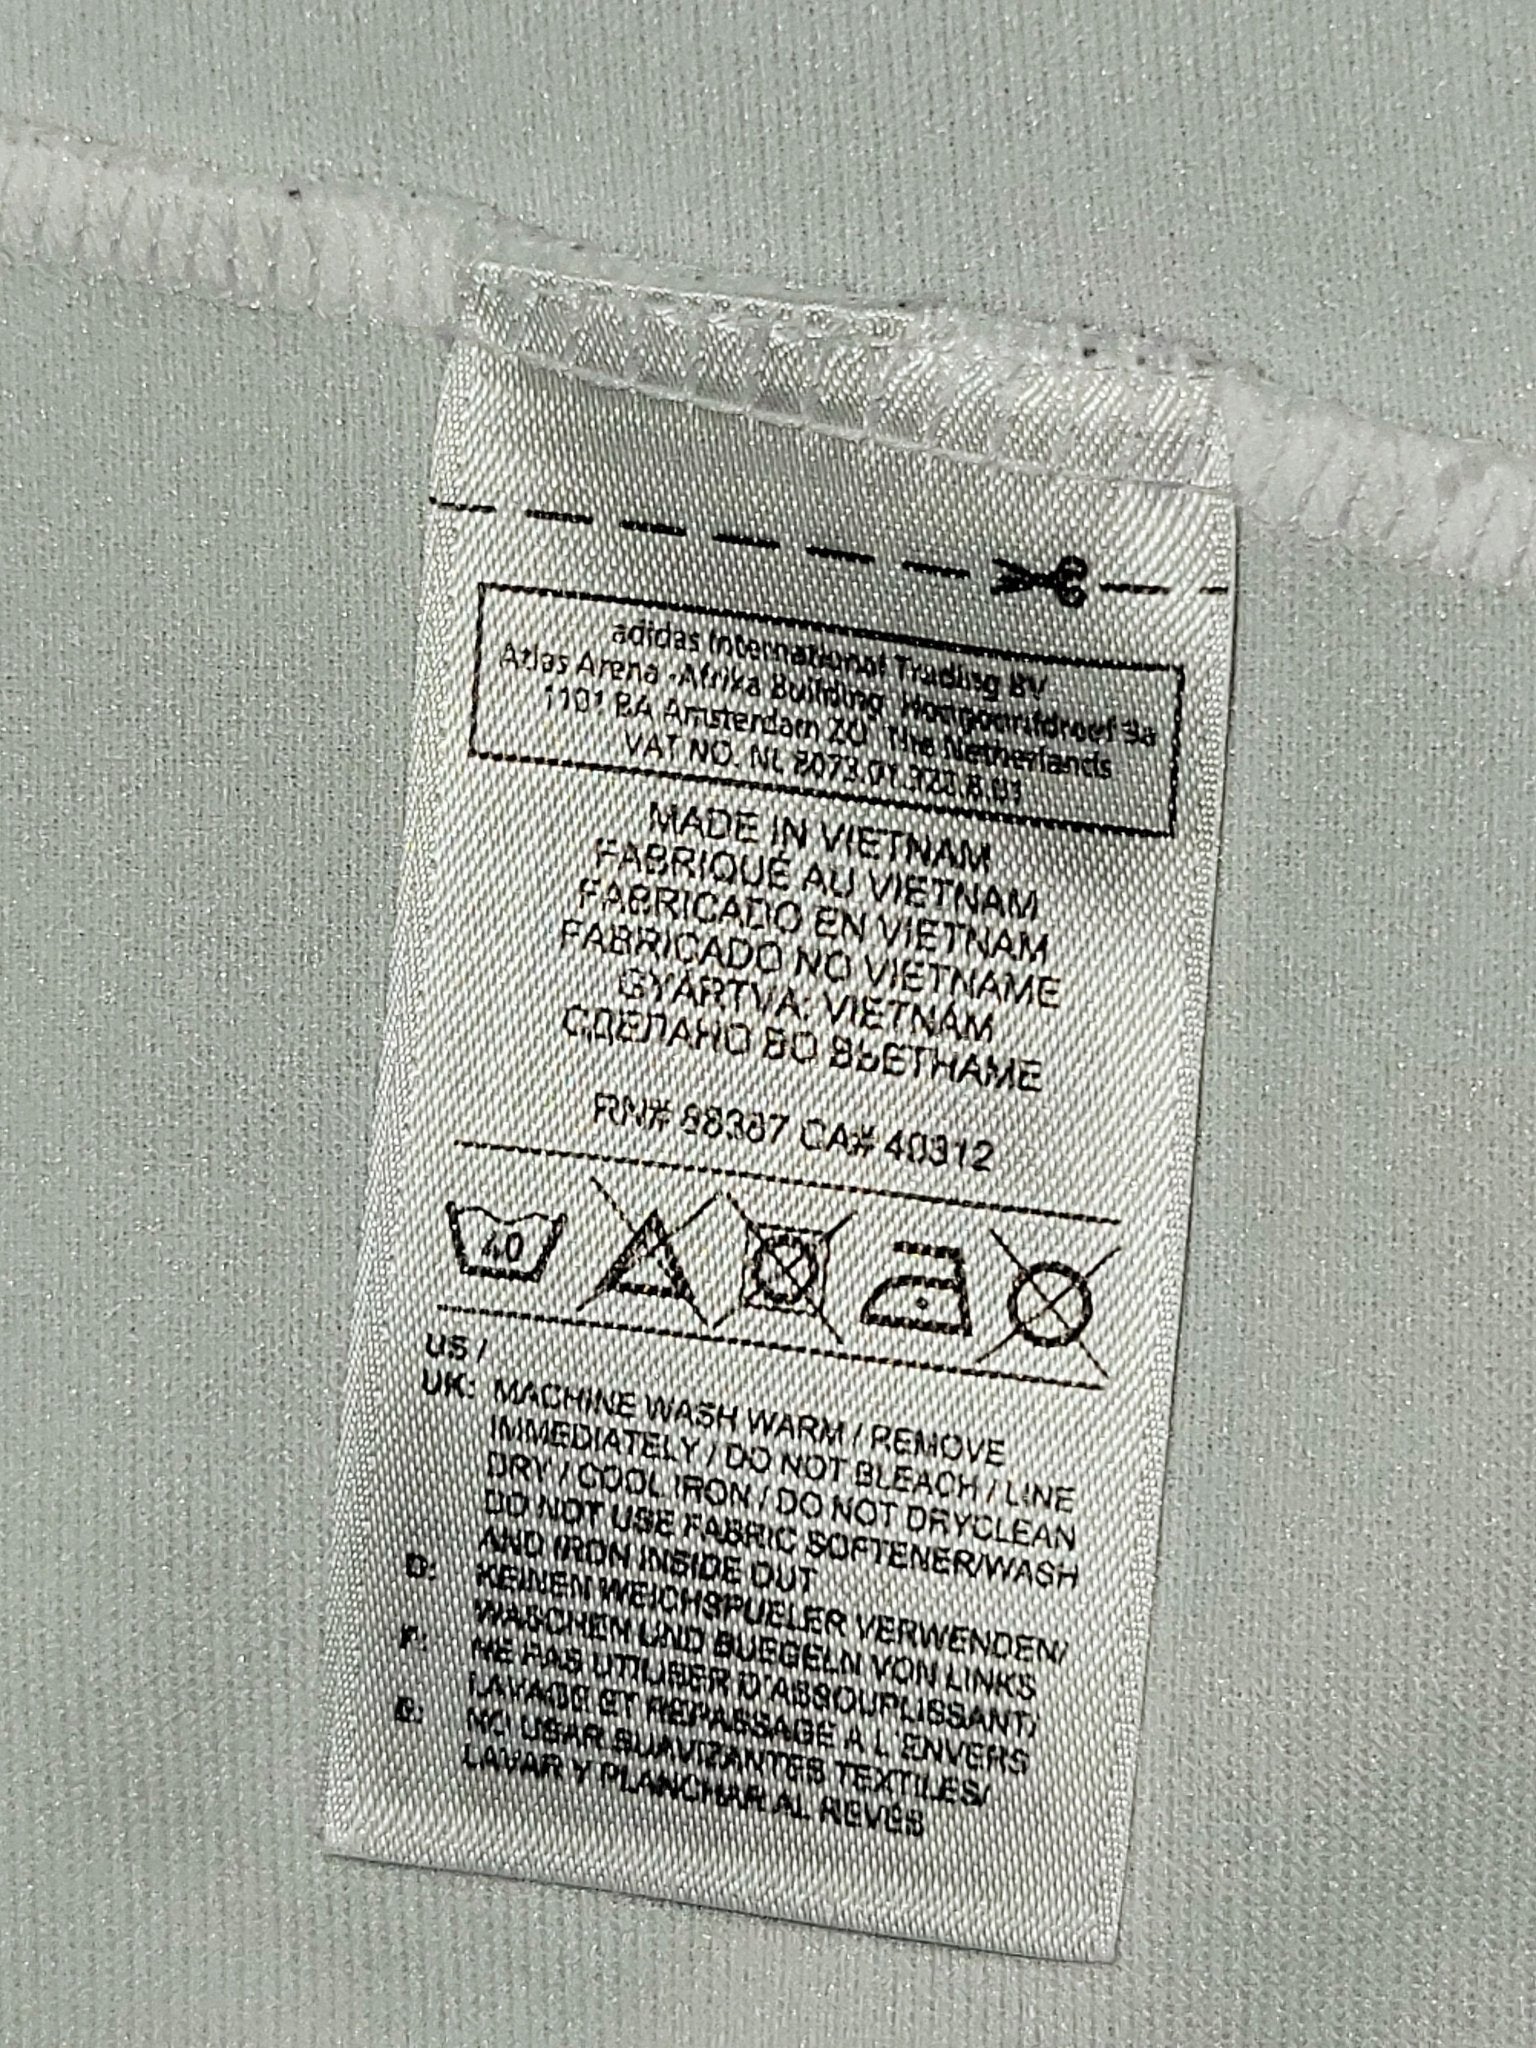 adidas International Trading BV
Atlas Arena -Afrika Building Hoogoorddreef 9a
1101 BA Amsterdam ZO The Netherlands
VAT NO. NL 8073.01.922.B.01
MADE IN VIETNAM
FABRIQUÉ AU VIETNAM
FABRICADO EN VIETNAM
FABRICADO NO VIETNAME
GYÁRTVA: VIETNÁM
СДЕЛАНО ВО ВЬЕТНАМЕ
RN# 88387 CA# 40312
40
US /
UK: MACHINE WASH WARM / REMOVE
IMMEDIATELY / DO NOT BLEACH / LINE
DRY / COOL IRON / DO NOT DRYCLEAN
DO NOT USE FABRIC SOFTENER/WASH
AND IRON INSIDE OUT
D: KEINEN WEICHSPUELER VERWENDEN/
WASCHEN UND BUEGELN VON LINKS
F: NE PAS UTILISER D'ASSOUPLISSANT/
LAVAGE ET REPASSAGE A L'ENVERS
E: NO USAR SUAVIZANTES TEXTILES/
LAVAR Y PLANCHAR AL REVÉS